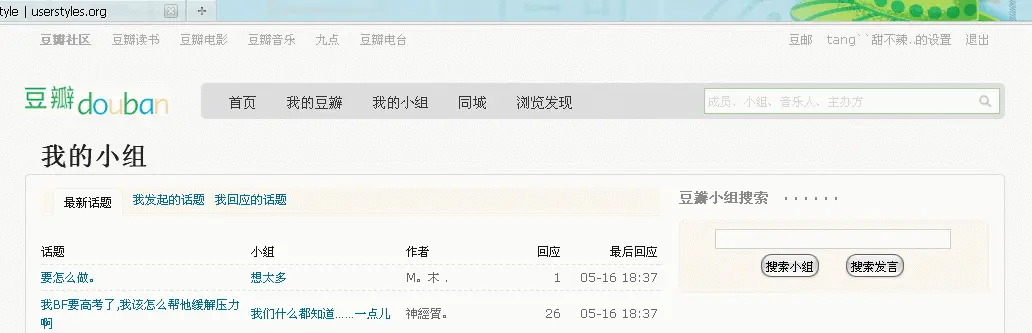 tyle | userstyles.org
豆瓣社区 豆瓣读书 豆瓣电影 豆瓣音乐 九点 豆瓣电台 豆邮 tang``甜不辣..的设置 退出
豆瓣 douban 首页 我的豆瓣 我的小组 同城 浏览发现 成员、小组、音乐人、主办方
我的小组
最新话题 我发起的话题 我回应的话题
豆瓣小组搜索 · · · · · ·
话题 小组 作者 回应 最后回应
搜索小组 搜索发言
要怎么做。 想太多 M。木 . 1 05-16 18:37
我BF要高考了,我该怎么帮他缓解压力
啊
我们什么都知道……一点儿 神經質。 26 05-16 18:37